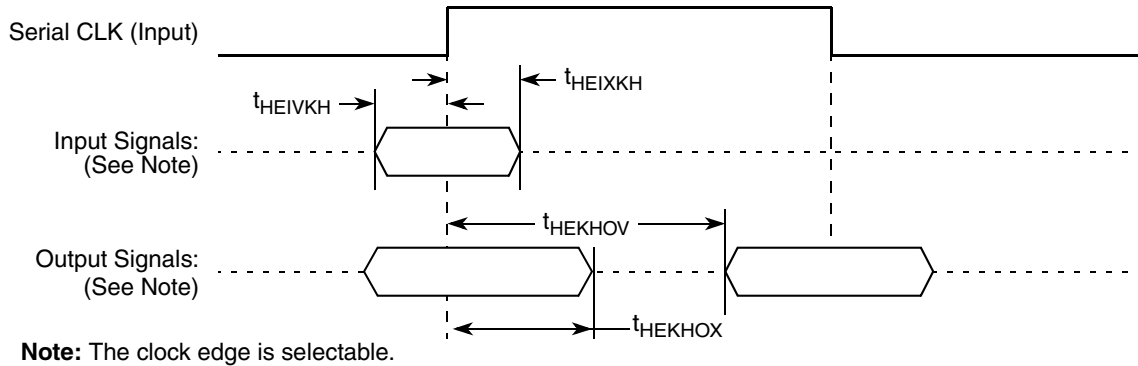 Serial CLK (Input)
tHEIXKH
tHEIVKH
Input Signals:
(See Note)
tHEKHOV
Output Signals:
(See Note)
tHEKHOX
Note: The clock edge is selectable.